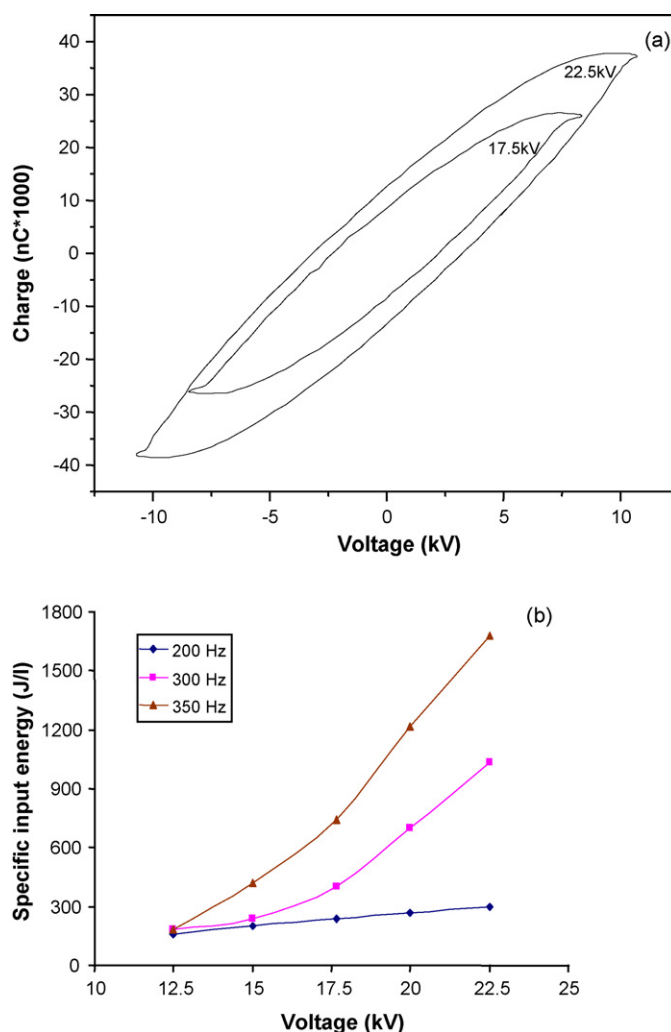 (a)
40
30
20
10
0
-10
-20
-30
-40
Charge (nC*1000)
22.5kV
17.5kV
-10 -5 0 5 10
Voltage (kV)
(b)
1800
1500
1200
900
600
300
0
Specific input energy (J/l)
200 Hz
300 Hz
350 Hz
10 12.5 15 17.5 20 22.5 25
Voltage (kV)